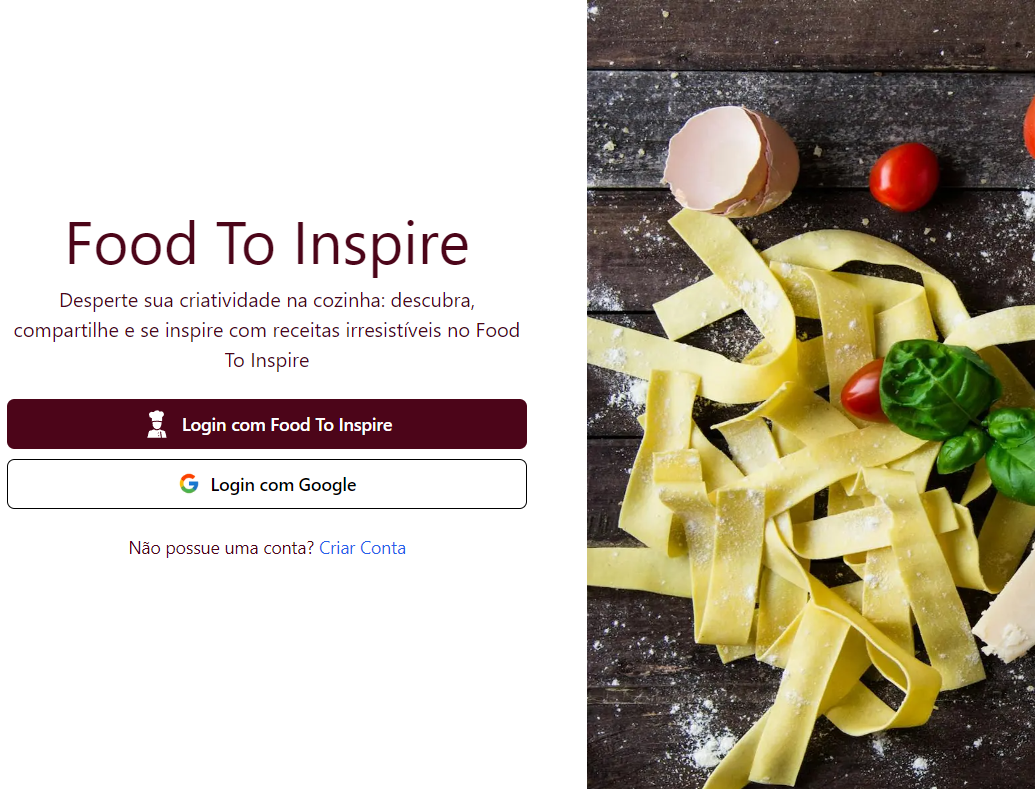 Food To Inspire
Desperte sua criatividade na cozinha: descubra,
compartilhe e se inspire com receitas irresistíveis no Food
To Inspire
Login com Food To Inspire
Login com Google
Não possue uma conta? Criar Conta